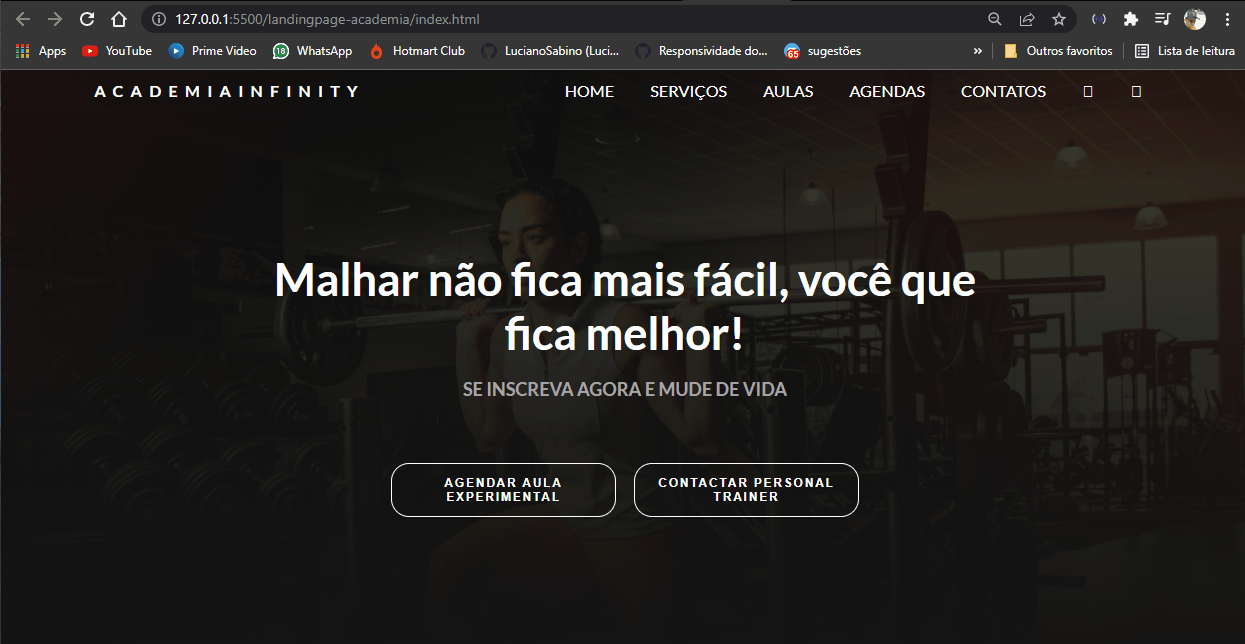 127.0.0.1:5500/landingpage-academia/index.html
Apps YouTube Prime Video WhatsApp Hotmart Club LucianoSabino (Luci... Responsividade do... sugestões » Outros favoritos Lista de leitura
ACADEMIAINFINITY HOME SERVIÇOS AULAS AGENDAS CONTATOS
Malhar não fica mais fácil, você que
fica melhor!
SE INSCREVA AGORA E MUDE DE VIDA
AGENDAR AULA
EXPERIMENTAL
CONTACTAR PERSONAL
TRAINER